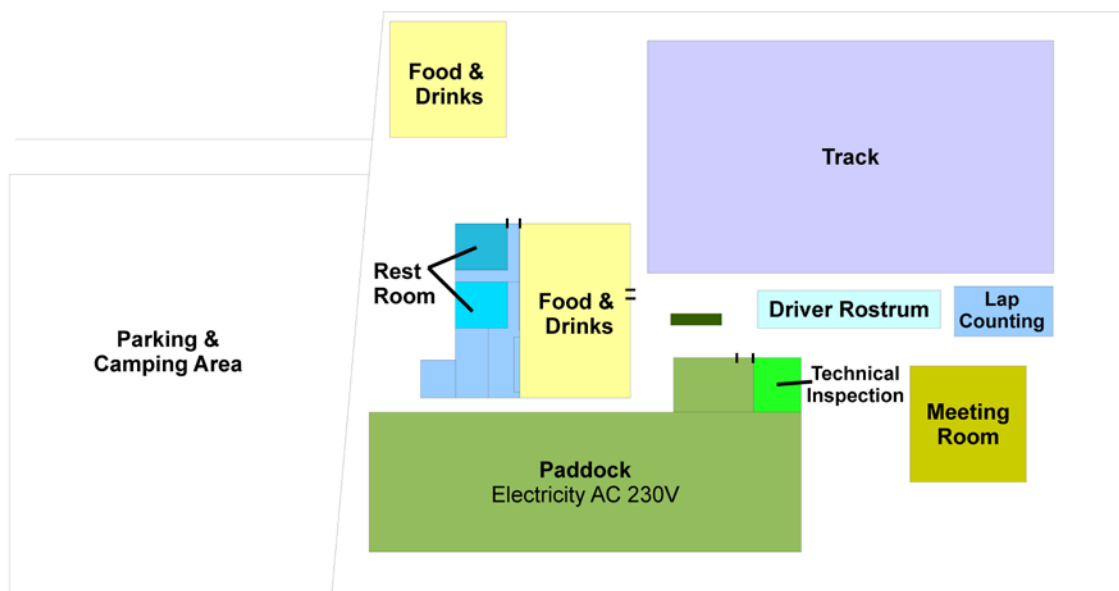 Food &
Drinks
Track
Rest
Room
Food &
Drinks
Driver Rostrum
Lap
Counting
Parking &
Camping Area
Technical
Inspection
Meeting
Room
Paddock
Electricity AC 230V